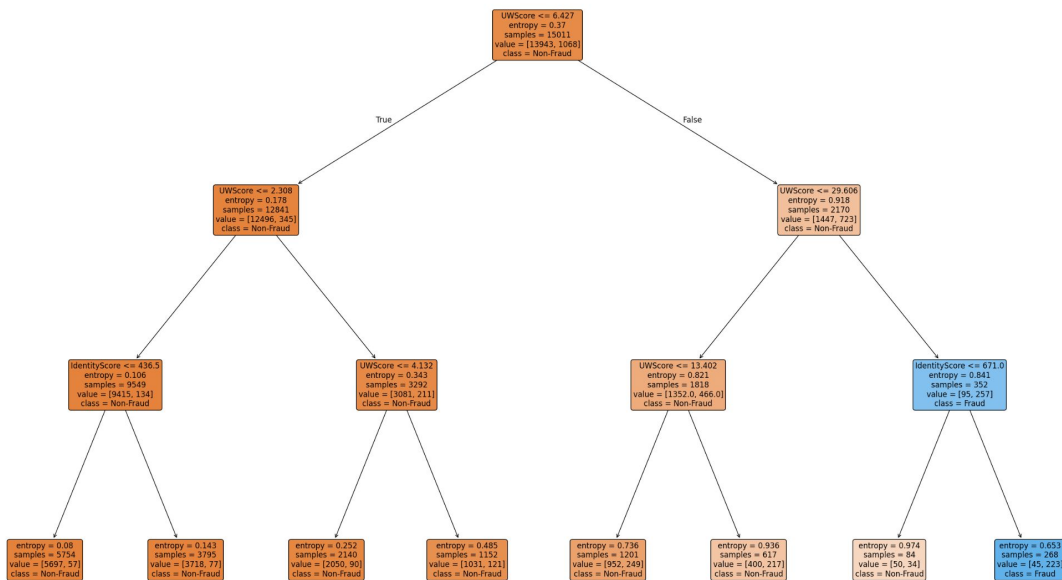 UWScore <= 6.427
entropy = 0.37
samples = 15011
value = [13943, 1068]
class = Non-Fraud
True
False
UWScore <= 2.308
entropy = 0.178
samples = 12841
value = [12496, 345]
class = Non-Fraud
UWScore <= 29.606
entropy = 0.918
samples = 2170
value = [1447, 723]
class = Non-Fraud
IdentityScore <= 436.5
entropy = 0.106
samples = 9549
value = [9415, 134]
class = Non-Fraud
UWScore <= 4.132
entropy = 0.343
samples = 3292
value = [3081, 211]
class = Non-Fraud
UWScore <= 13.402
entropy = 0.821
samples = 1818
value = [1352.0, 466.0]
class = Non-Fraud
IdentityScore <= 671.0
entropy = 0.841
samples = 352
value = [95, 257]
class = Fraud
entropy = 0.08
samples = 5754
value = [5697, 57]
class = Non-Fraud
entropy = 0.143
samples = 3795
value = [3718, 77]
class = Non-Fraud
entropy = 0.252
samples = 2140
value = [2050, 90]
class = Non-Fraud
entropy = 0.485
samples = 1152
value = [1031, 121]
class = Non-Fraud
entropy = 0.736
samples = 1201
value = [952, 249]
class = Non-Fraud
entropy = 0.936
samples = 617
value = [400, 217]
class = Non-Fraud
entropy = 0.974
samples = 84
value = [50, 34]
class = Non-Fraud
entropy = 0.653
samples = 268
value = [45, 223]
class = Fraud